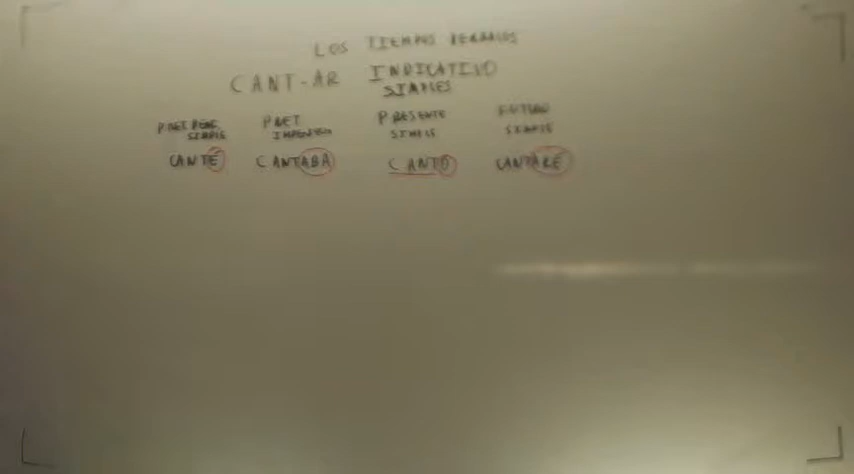 LOS TIEMPOS VERBALES
CANT-AR INDICATIVO
SIMPLES
PRET PERF SIMPLE
PRET
PRESENTE SIMPLE
FUTURO SIMPLE
CANTÉ CANTABA CANTO CANTARÉ